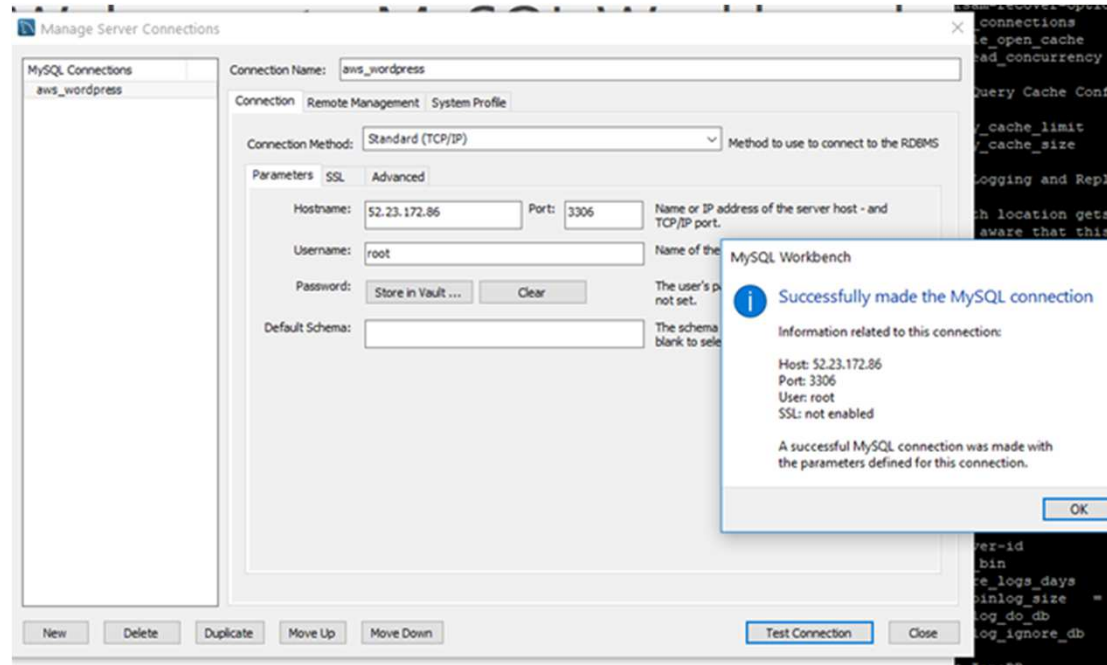 Manage Server Connections
MySQL Connections
aws_wordpress
Connection Name: aws_wordpress
Connection Remote Management System Profile
Connection Method: Standard (TCP/IP) Method to use to connect to the RDBMS
Parameters SSL Advanced
Hostname: 52.23.172.86 Port: 3306 Name or IP address of the server host - and
TCP/IP port.
Username: root Name of the
Password: Store in Vault ... Clear The user's
not set.
Default Schema: The schema
blank to
MySQL Workbench
Successfully made the MySQL connection
Information related to this connection:
Host: 52.23.172.86
Port: 3306
User: root
SSL: not enabled
A successful MySQL connection was made with
the parameters defined for this connection.
OK
New Delete Duplicate Move Up Move Down Test Connection Close
_connections
e_open_cache
ad_concurrency
Query Cache Conf
_cache_limit
_cache_size
Logging and Repl
h location gets
aware that this
ver-id
_bin
re_logs_days
binlog_size =
log_do_db
log_ignore_db